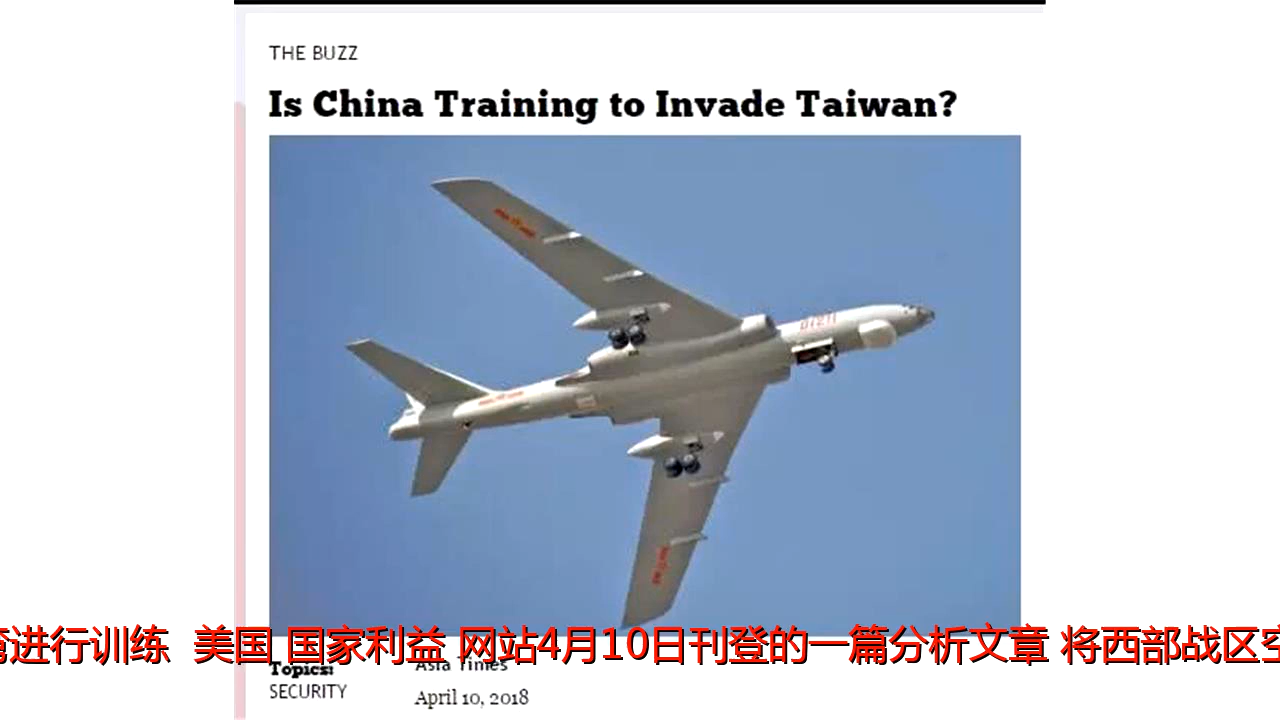 THE BUZZ
Is China Training to Invade Taiwan?
进行训练 美国 国家利益 网站4月10日刊登的一篇分析文章 将西部战区
Topics:
Asia Times
SECURITY
April 10, 2018